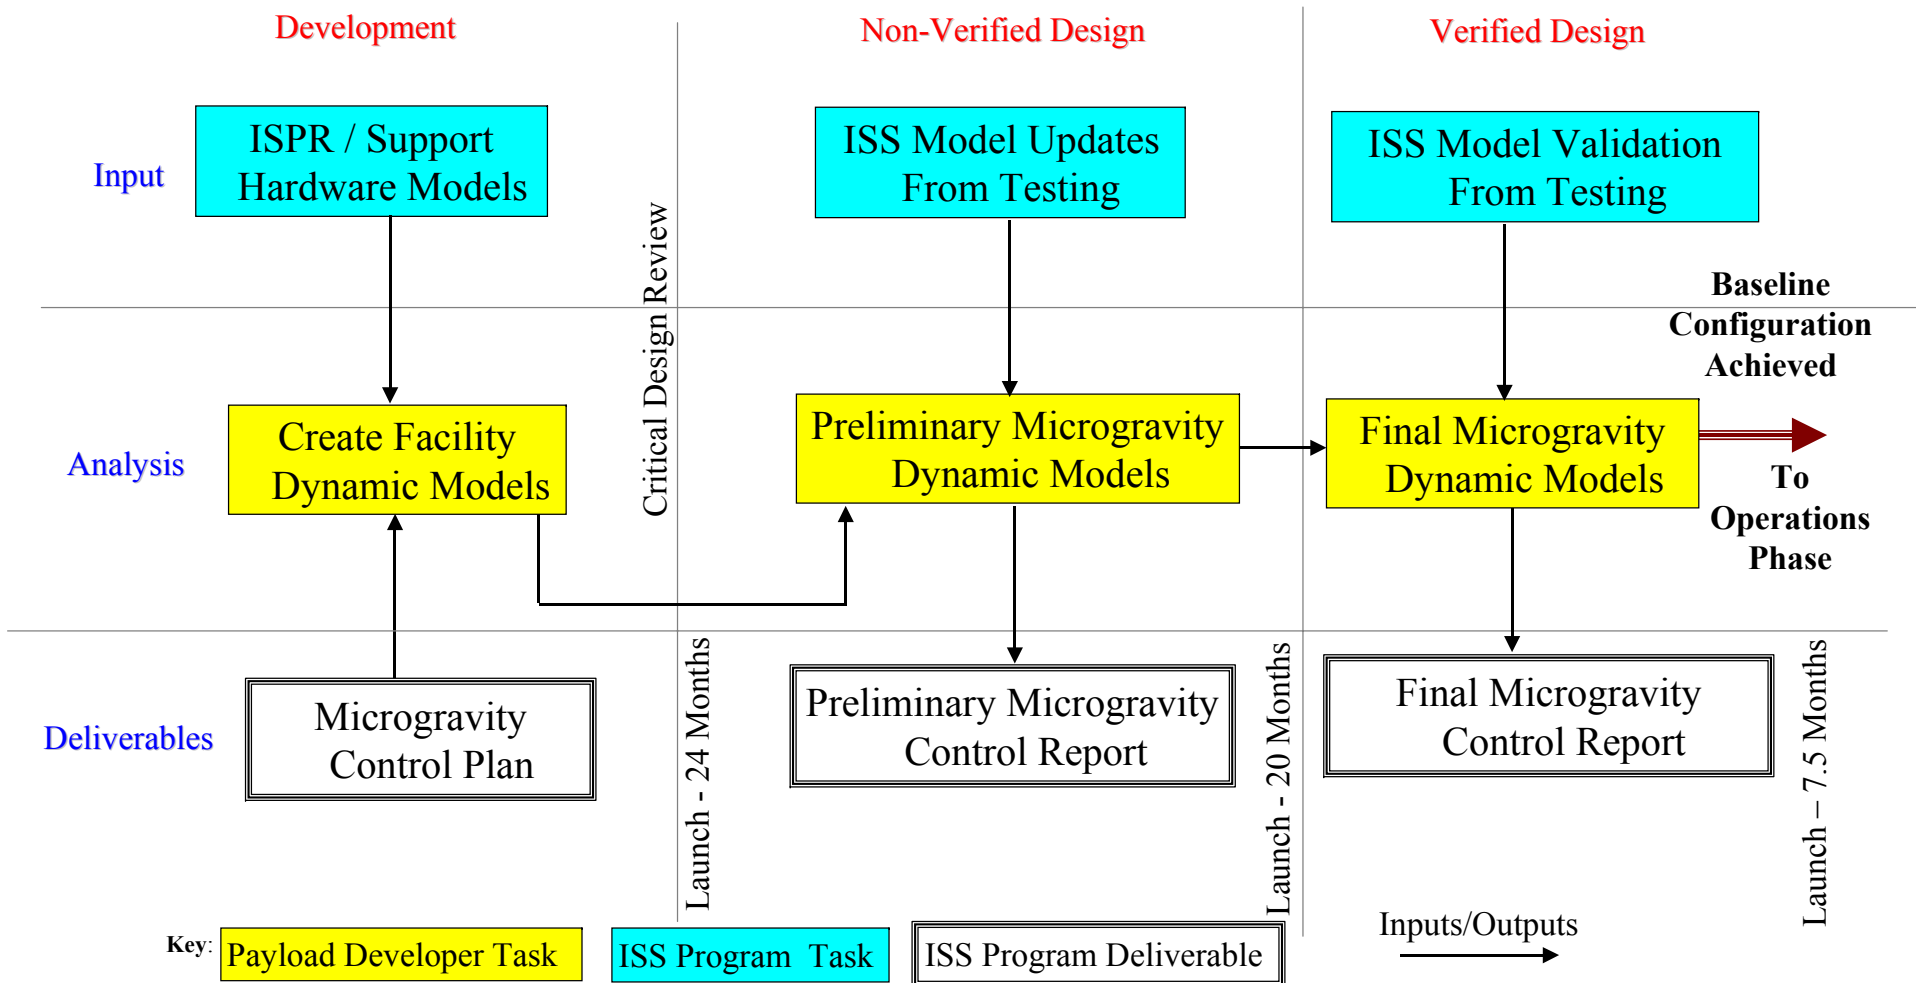 Development
Non-Verified Design
Verified Design
Input
ISPR / Support
Hardware Models
ISS Model Updates
From Testing
ISS Model Validation
From Testing
Critical Design Review
Baseline
Configuration
Achieved
Analysis
Create Facility
Dynamic Models
Preliminary Microgravity
Dynamic Models
Final Microgravity
Dynamic Models
To
Operations
Phase
Deliverables
Microgravity
Control Plan
Launch - 24 Months
Preliminary Microgravity
Control Report
Launch - 20 Months
Final Microgravity
Control Report
Launch – 7.5 Months
Key:
Payload Developer Task
ISS Program Task
ISS Program Deliverable
Inputs/Outputs